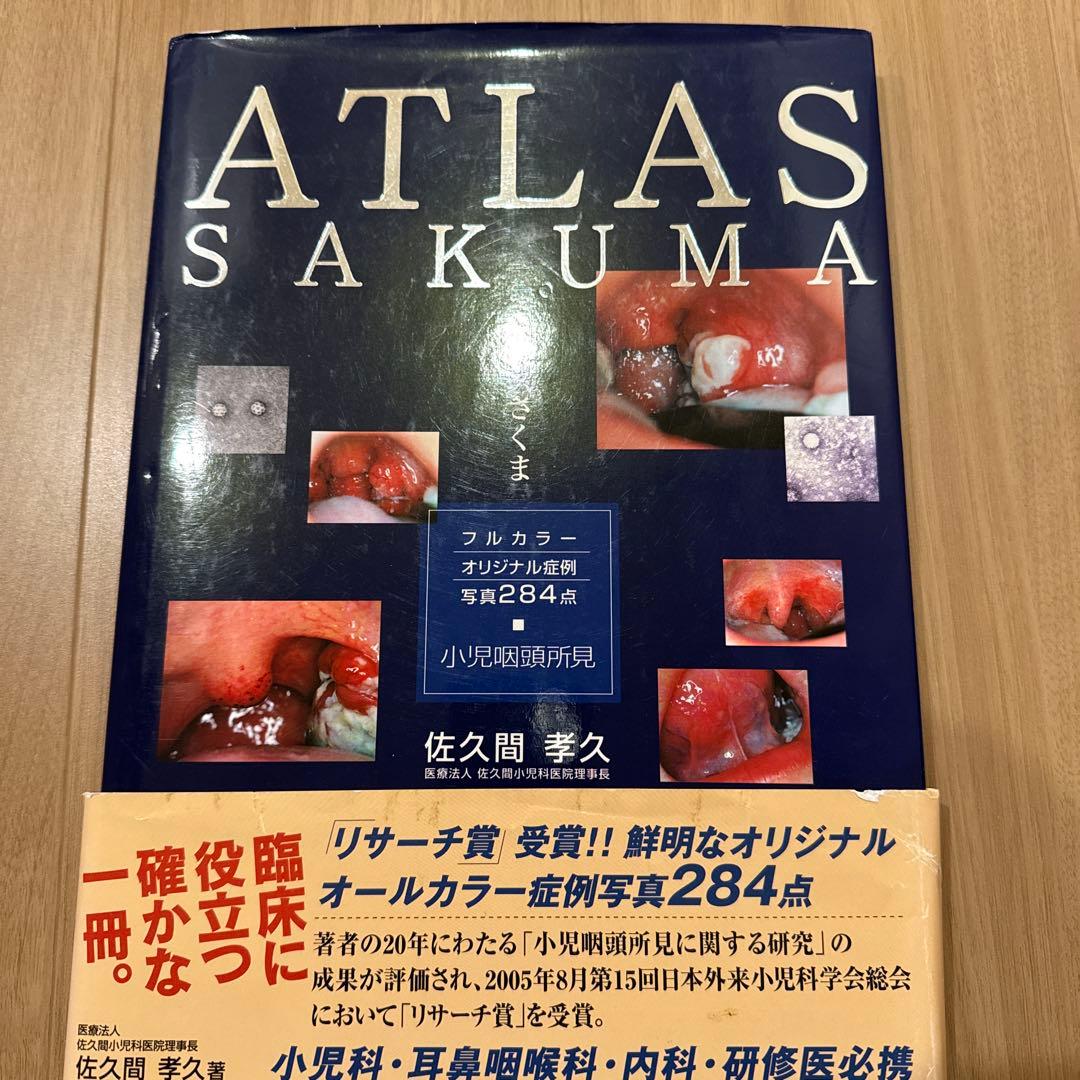 ATLAS
SAKUMA
さくま
フルカラー
オリジナル症例
写真284点
■
小児咽頭所見
佐久間 孝久
医療法人 佐久間小児科医院理事長
臨床に
役立つ
確かな
一冊。
「リサーチ賞」受賞!! 鮮明なオリジナル
オールカラー症例写真284点
著者の20年にわたる「小児咽頭所見に関する研究」の
成果が評価され、2005年8月第15回日本外来小児科学会総会
において「リサーチ賞」を受賞。
医療法人
佐久間小児科医院理事長
佐久間 孝久著
小児科・耳鼻咽喉科・内科・研修医必携